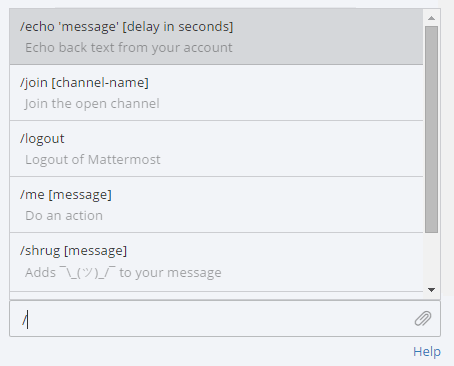 /echo 'message' [delay in seconds]
Echo back text from your account
/join [channel-name]
Join the open channel
/logout
Logout of Mattermost
/me [message]
Do an action
/shrug [message]
Adds ¯\_(ツ)_/¯ to your message
/
Help